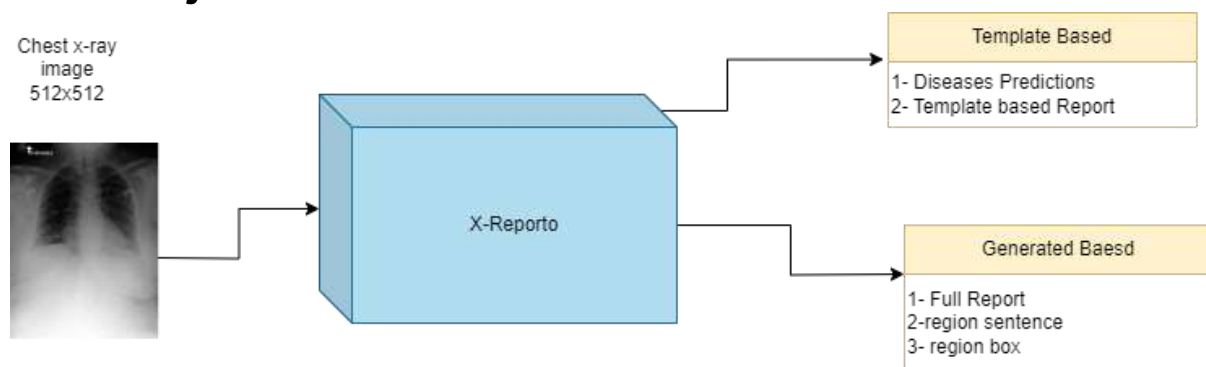 Chest x-ray
image
512x512
X-Reporto
Template Based
1- Diseases Predictions
2- Template based Report
Generated Baesd
1- Full Report
2-region sentence
3- region box